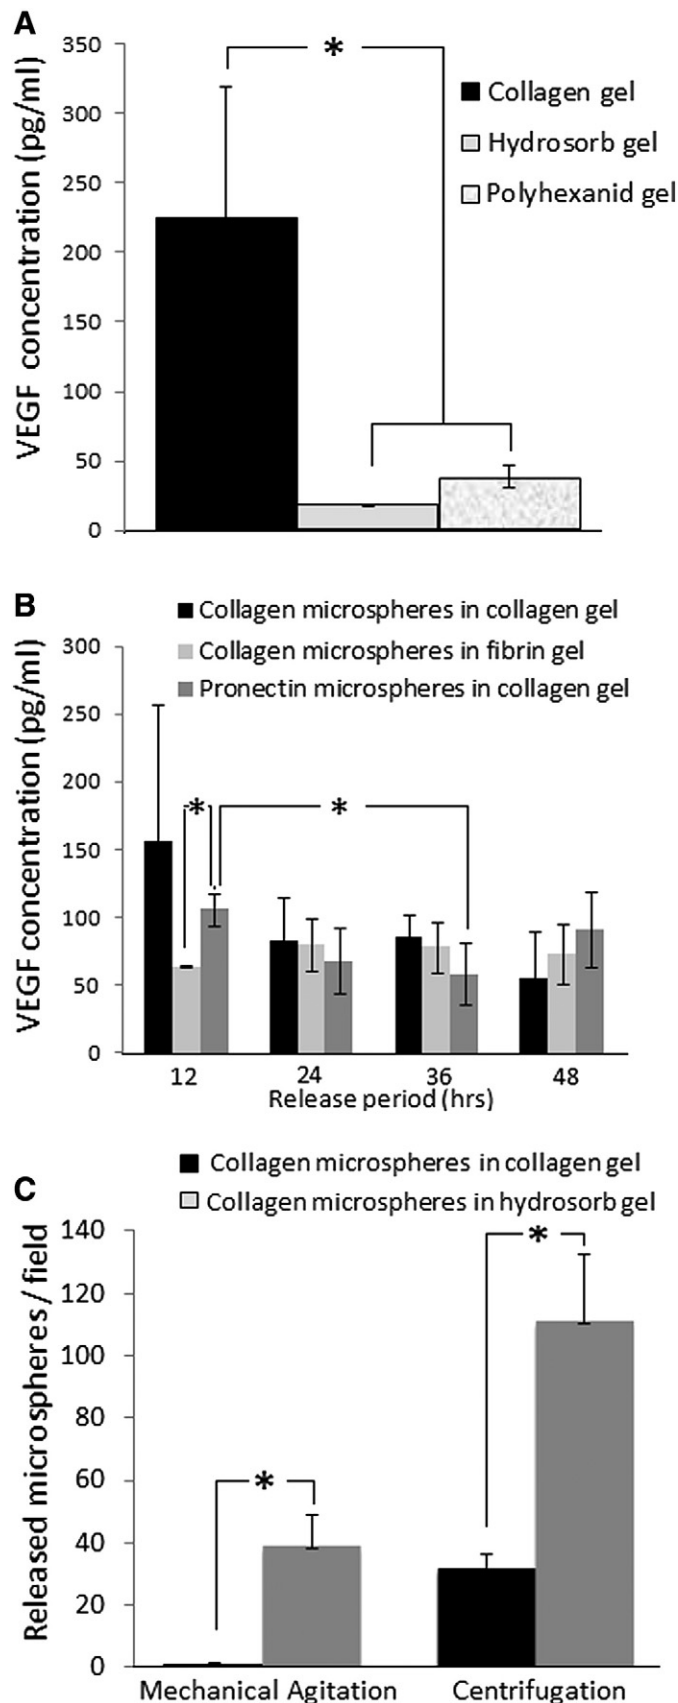 A
VEGF concentration (pg/ml)
350
300
250
200
150
100
50
0
*
Collagen gel
Hydrosorb gel
Polyhexanid gel
B
Collagen microspheres in collagen gel
Collagen microspheres in fibrin gel
Pronectin microspheres in collagen gel
VEGF concentration (pg/ml)
300
250
200
150
100
50
0
* *
12 24 36 48
Release period (hrs)
C
Collagen microspheres in collagen gel
Collagen microspheres in hydrosorb gel
Released microspheres / field
140
120
100
80
60
40
20
0
*
*
Mechanical Agitation Centrifugation